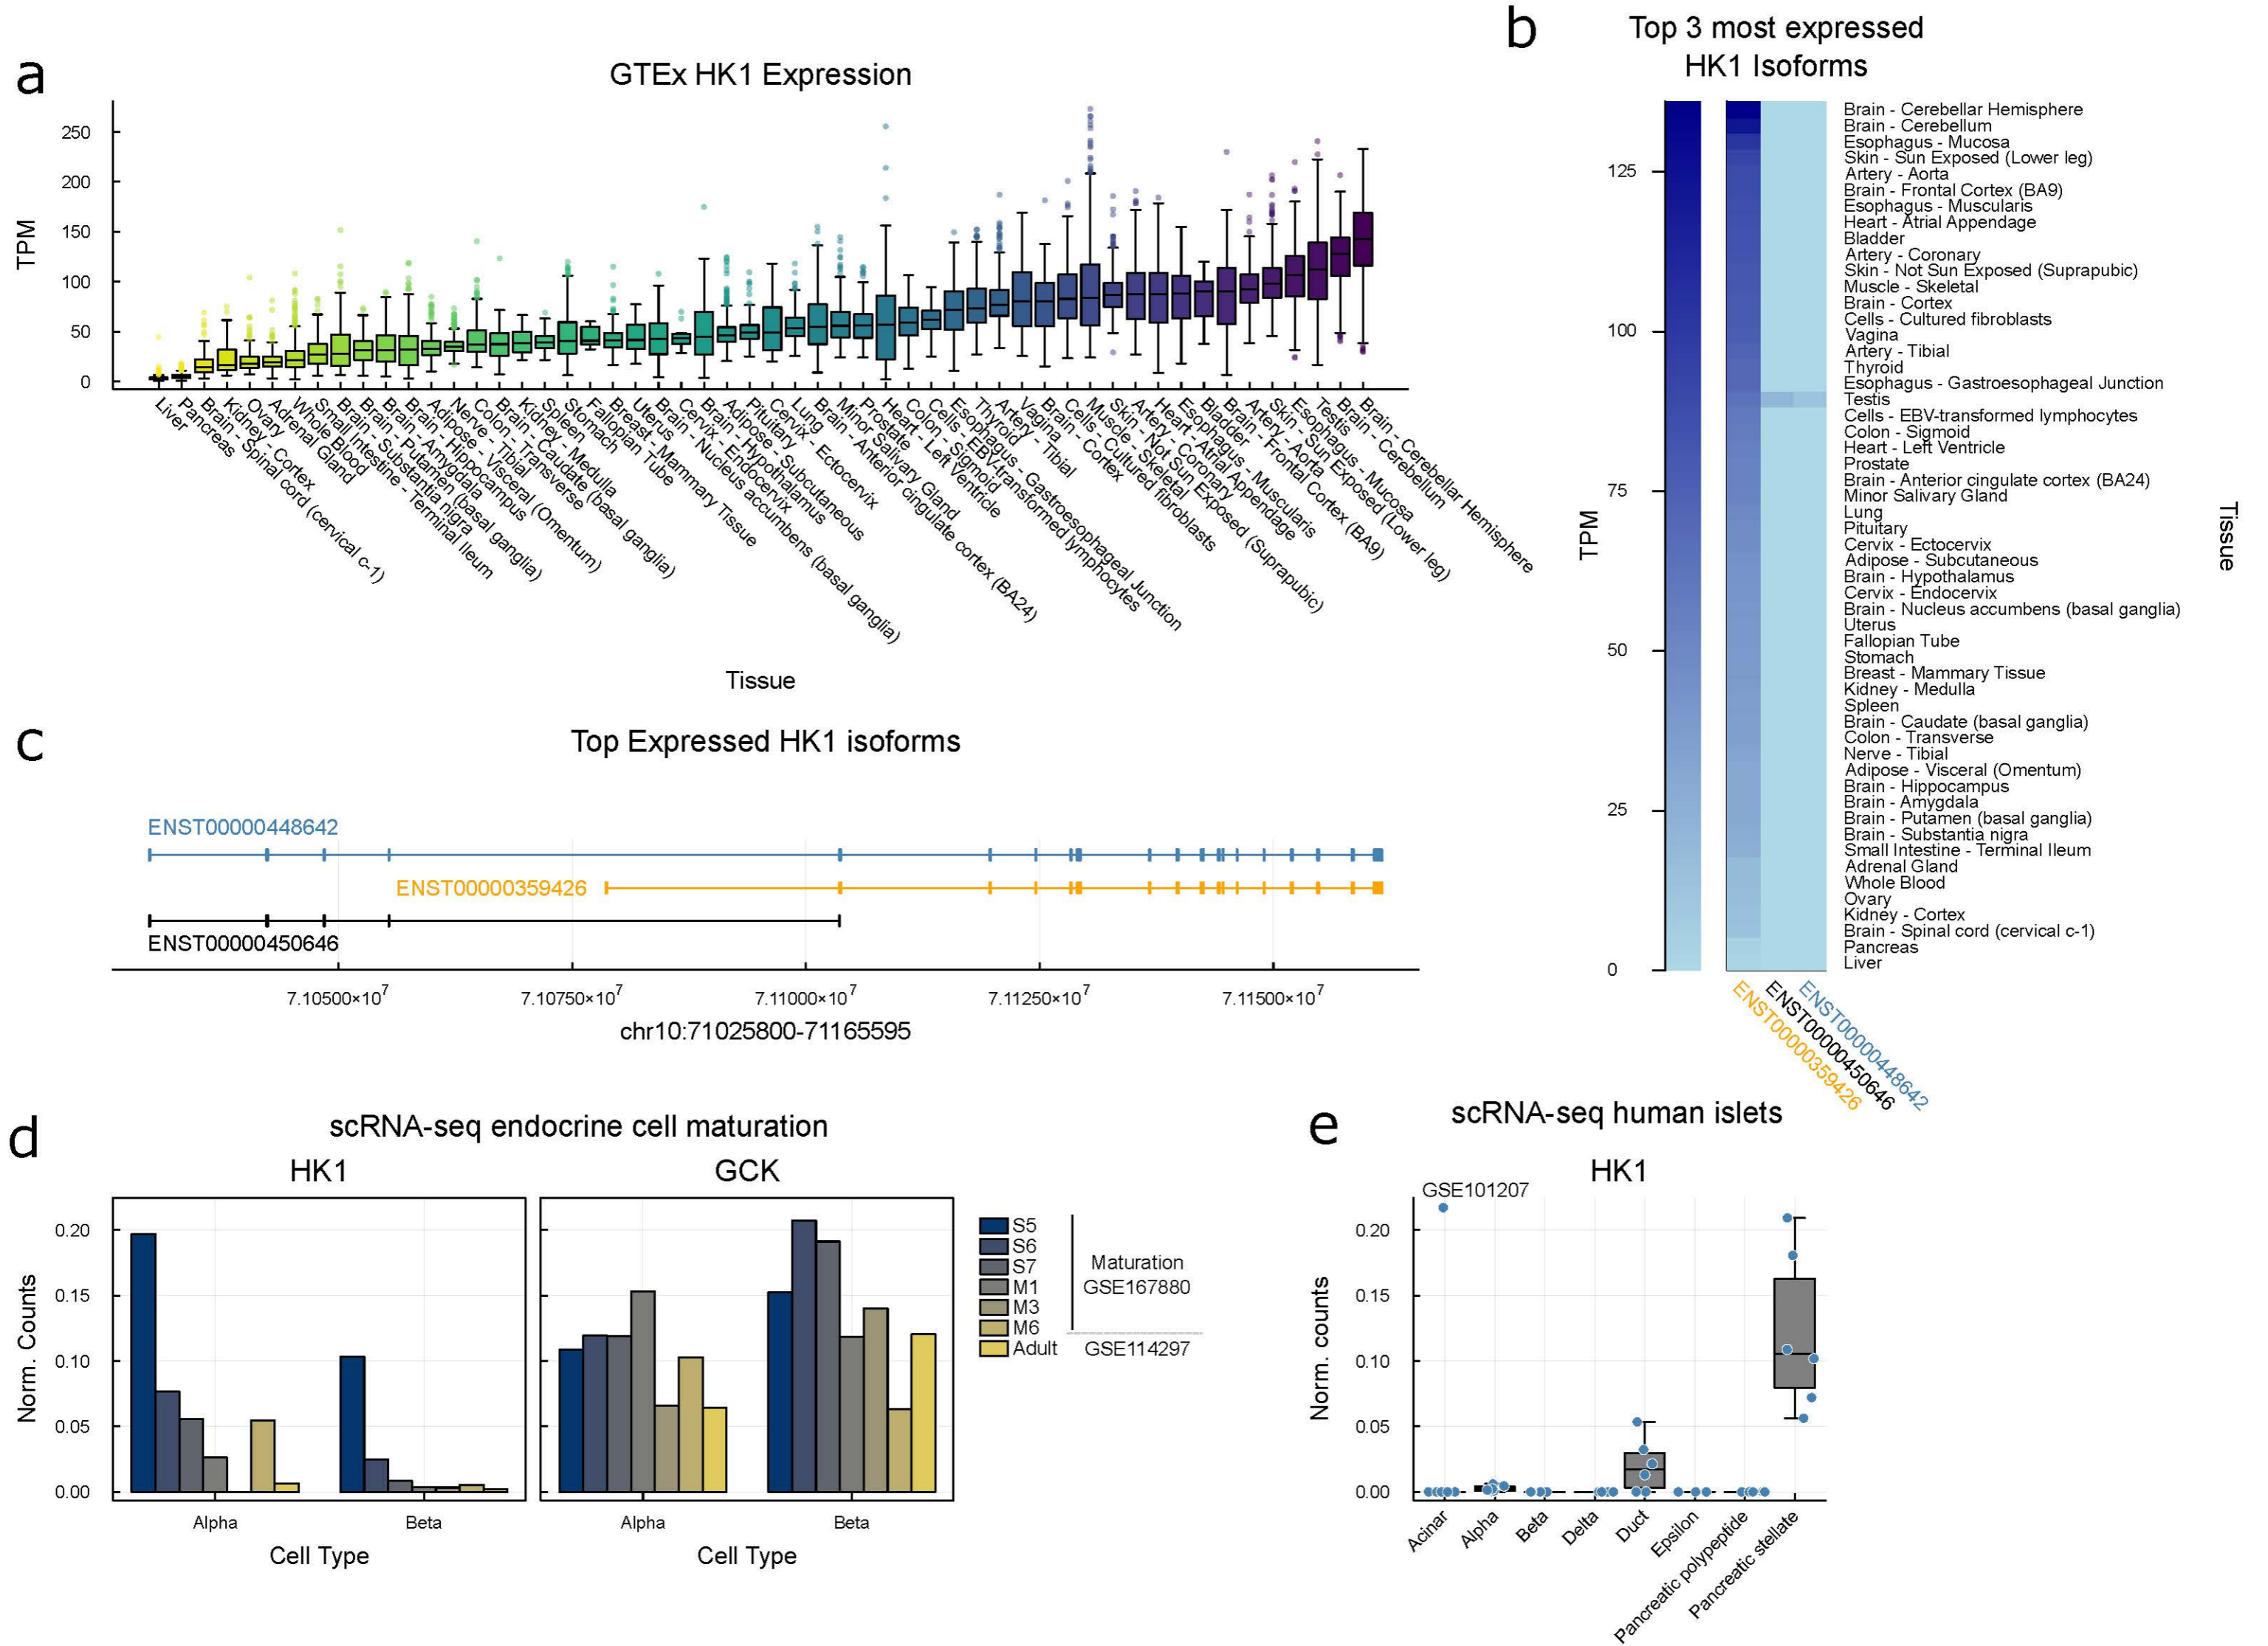 a
GTEx HK1 Expression
TPM
250
200
150
100
50
0
Liver
Pancreas
Brain - Spinal cord (cervical c-1)
Kidney - Cortex
Ovary
Adrenal Gland
Whole Blood
Small Intestine - Terminal Ileum
Brain - Substantia nigra
Brain - Putamen (basal ganglia)
Brain - Amygdala
Brain - Hippocampus
Adipose - Visceral (Omentum)
Nerve - Tibial
Colon - Transverse
Brain - Caudate (basal ganglia)
Kidney - Medulla
Spleen
Stomach
Fallopian Tube
Breast - Mammary Tissue
Uterus
Brain - Nucleus accumbens (basal ganglia)
Cervix - Endocervix
Brain - Hypothalamus
Adipose - Subcutaneous
Pituitary
Cervix - Ectocervix
Lung
Brain - Anterior cingulate cortex (BA24)
Minor Salivary Gland
Prostate
Heart - Left Ventricle
Colon - Sigmoid
Cells - EBV-transformed lymphocytes
Esophagus - Gastroesophageal Junction
Thyroid
Artery - Tibial
Vagina
Brain - Cortex
Cells - Cultured fibroblasts
Muscle - Skeletal
Skin - Not Sun Exposed (Suprapubic)
Artery - Coronary
Heart - Atrial Appendage
Esophagus - Muscularis
Bladder
Brain - Frontal Cortex (BA9)
Artery - Aorta
Skin - Sun Exposed (Lower leg)
Esophagus - Mucosa
Testis
Brain - Cerebellum
Brain - Cerebellar Hemisphere
Tissue
b
Top 3 most expressed
HK1 Isoforms
TPM
125
100
75
50
25
0
Brain - Cerebellar Hemisphere
Brain - Cerebellum
Esophagus - Mucosa
Skin - Sun Exposed (Lower leg)
Artery - Aorta
Brain - Frontal Cortex (BA9)
Esophagus - Muscularis
Heart - Atrial Appendage
Bladder
Artery - Coronary
Skin - Not Sun Exposed (Suprapubic)
Muscle - Skeletal
Brain - Cortex
Cells - Cultured fibroblasts
Vagina
Artery - Tibial
Thyroid
Esophagus - Gastroesophageal Junction
Testis
Cells - EBV-transformed lymphocytes
Colon - Sigmoid
Heart - Left Ventricle
Prostate
Brain - Anterior cingulate cortex (BA24)
Minor Salivary Gland
Lung
Pituitary
Cervix - Ectocervix
Adipose - Subcutaneous
Brain - Hypothalamus
Cervix - Endocervix
Brain - Nucleus accumbens (basal ganglia)
Uterus
Fallopian Tube
Stomach
Breast - Mammary Tissue
Kidney - Medulla
Spleen
Brain - Caudate (basal ganglia)
Colon - Transverse
Nerve - Tibial
Adipose - Visceral (Omentum)
Brain - Hippocampus
Brain - Amygdala
Brain - Putamen (basal ganglia)
Brain - Substantia nigra
Small Intestine - Terminal Ileum
Adrenal Gland
Whole Blood
Ovary
Kidney - Cortex
Brain - Spinal cord (cervical c-1)
Pancreas
Liver
Tissue
ENST00000359426
ENST00000450646
ENST00000448642
c
Top Expressed HK1 isoforms
ENST00000448642
ENST00000359426
ENST00000450646
7.10500×10⁷
7.10750×10⁷
7.11000×10⁷
7.11250×10⁷
7.11500×10⁷
chr10:71025800-71165595
d
scRNA-seq endocrine cell maturation
HK1
GCK
Norm. Counts
0.20
0.15
0.10
0.05
0.00
Alpha
Beta
Cell Type
Alpha
Beta
Cell Type
S5
S6
S7
M1
M3
M6
Adult
Maturation
GSE167880
GSE114297
e
scRNA-seq human islets
HK1
GSE101207
Norm. counts
0.20
0.15
0.10
0.05
0.00
Acinar
Alpha
Beta
Delta
Duct
Epsilon
Pancreatic polypeptide
Pancreatic stellate